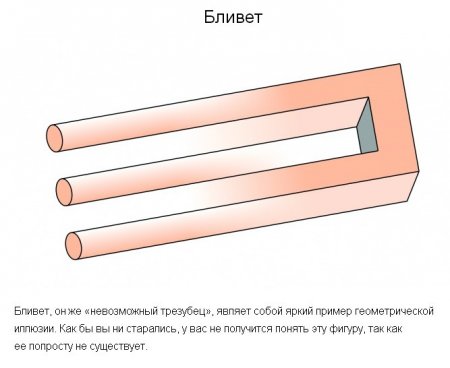 Бливет
Бливет, он же «невозможный трезубец», являет собой яркий пример геометрической
иллюзии. Как бы вы ни старались, у вас не получится понять эту фигуру, так как
ее попросту не существует.